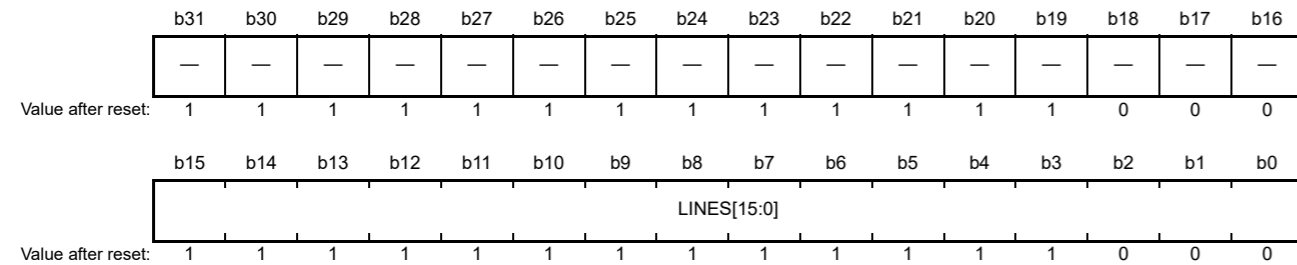 b31 b30 b29 b28 b27 b26 b25 b24 b23 b22 b21 b20 b19 b18 b17 b16
— — — — — — — — — — — — — — — —
Value after reset: 1 1 1 1 1 1 1 1 1 1 1 1 1 0 0 0
b15 b14 b13 b12 b11 b10 b9 b8 b7 b6 b5 b4 b3 b2 b1 b0
LINES[15:0]
Value after reset: 1 1 1 1 1 1 1 1 1 1 1 1 1 0 0 0